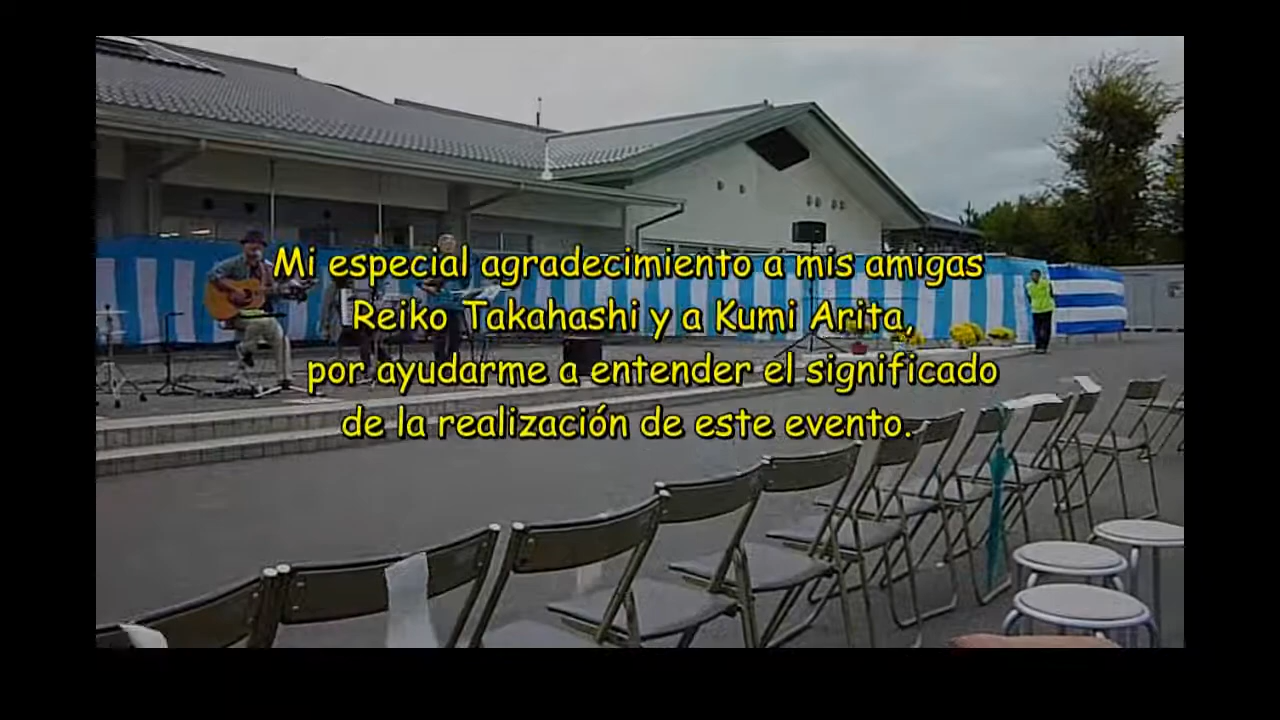 Mi especial agradecimiento a mis amigas
Reiko Takahashi y a Kumi Arita,
por ayudarme a entender el significado
de la realización de este evento.